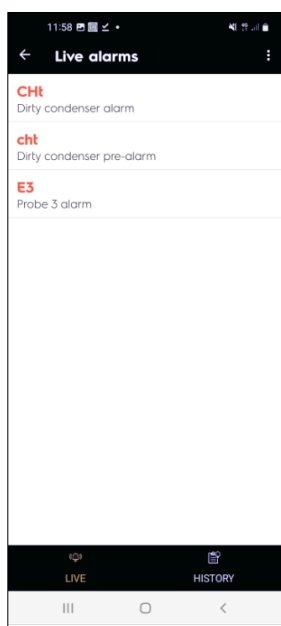 11:58
Live alarms
CHt
Dirty condenser alarm
cht
Dirty condenser pre-alarm
E3
Probe 3 alarm
LIVE
HISTORY